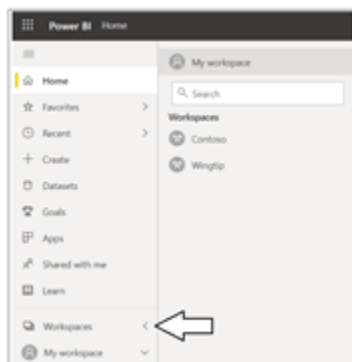 Power BI Home
Home
Favorites
Recent
Create
Datasets
Goals
Apps
Shared with me
Learn
Workspaces
My workspace
My workspace
Search
Workspaces
Contoso
Wingtip